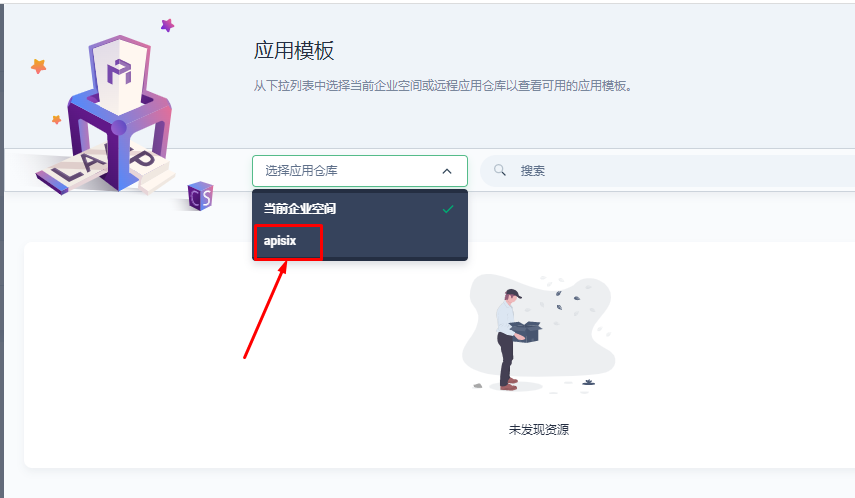 应用模板
从下拉列表中选择当前企业空间或远程应用仓库以查看可用的应用模板。
选择应用仓库
搜索
当前企业空间
apisix
未发现资源